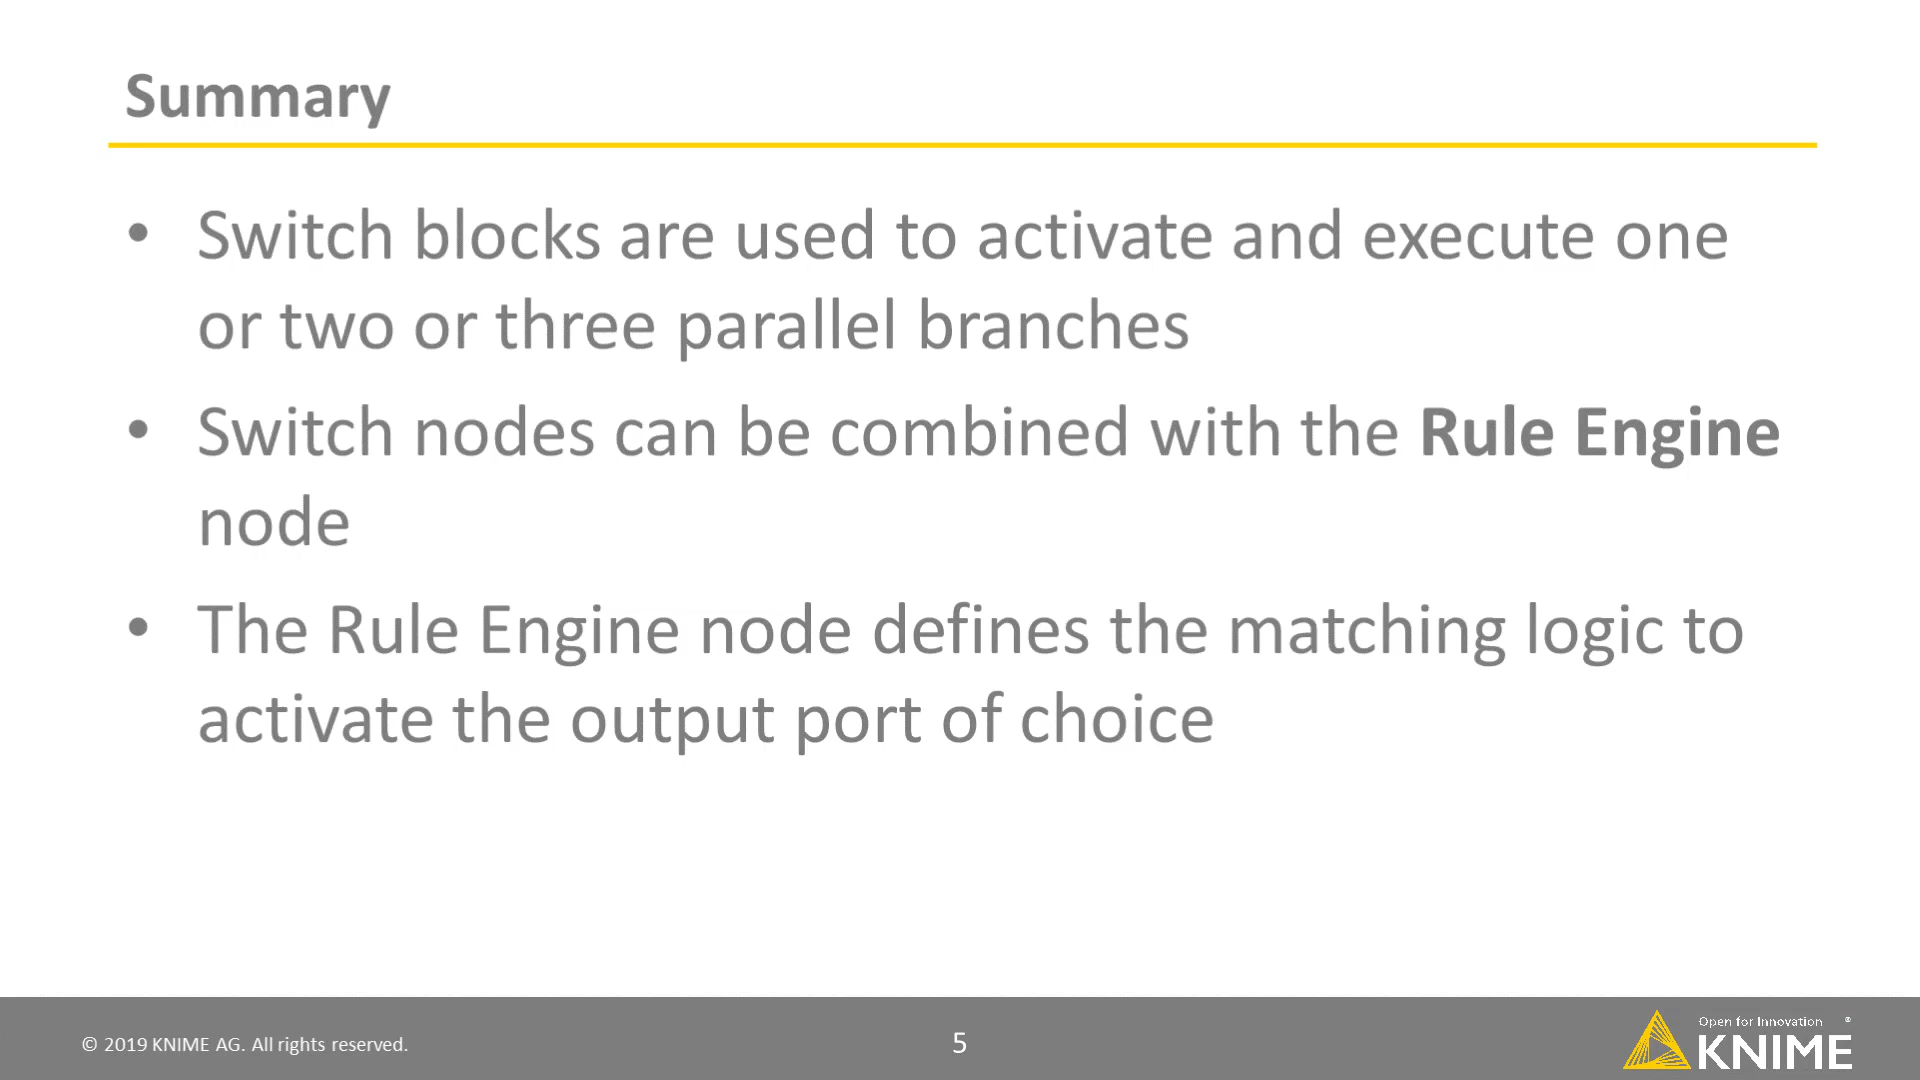 Summary
• Switch blocks are used to activate and execute one
or two or three parallel branches
• Switch nodes can be combined with the Rule Engine
node
• The Rule Engine node defines the matching logic to
activate the output port of choice
© 2019 KNIME AG. All rights reserved.
5
Open for Innovation ®
KNIME